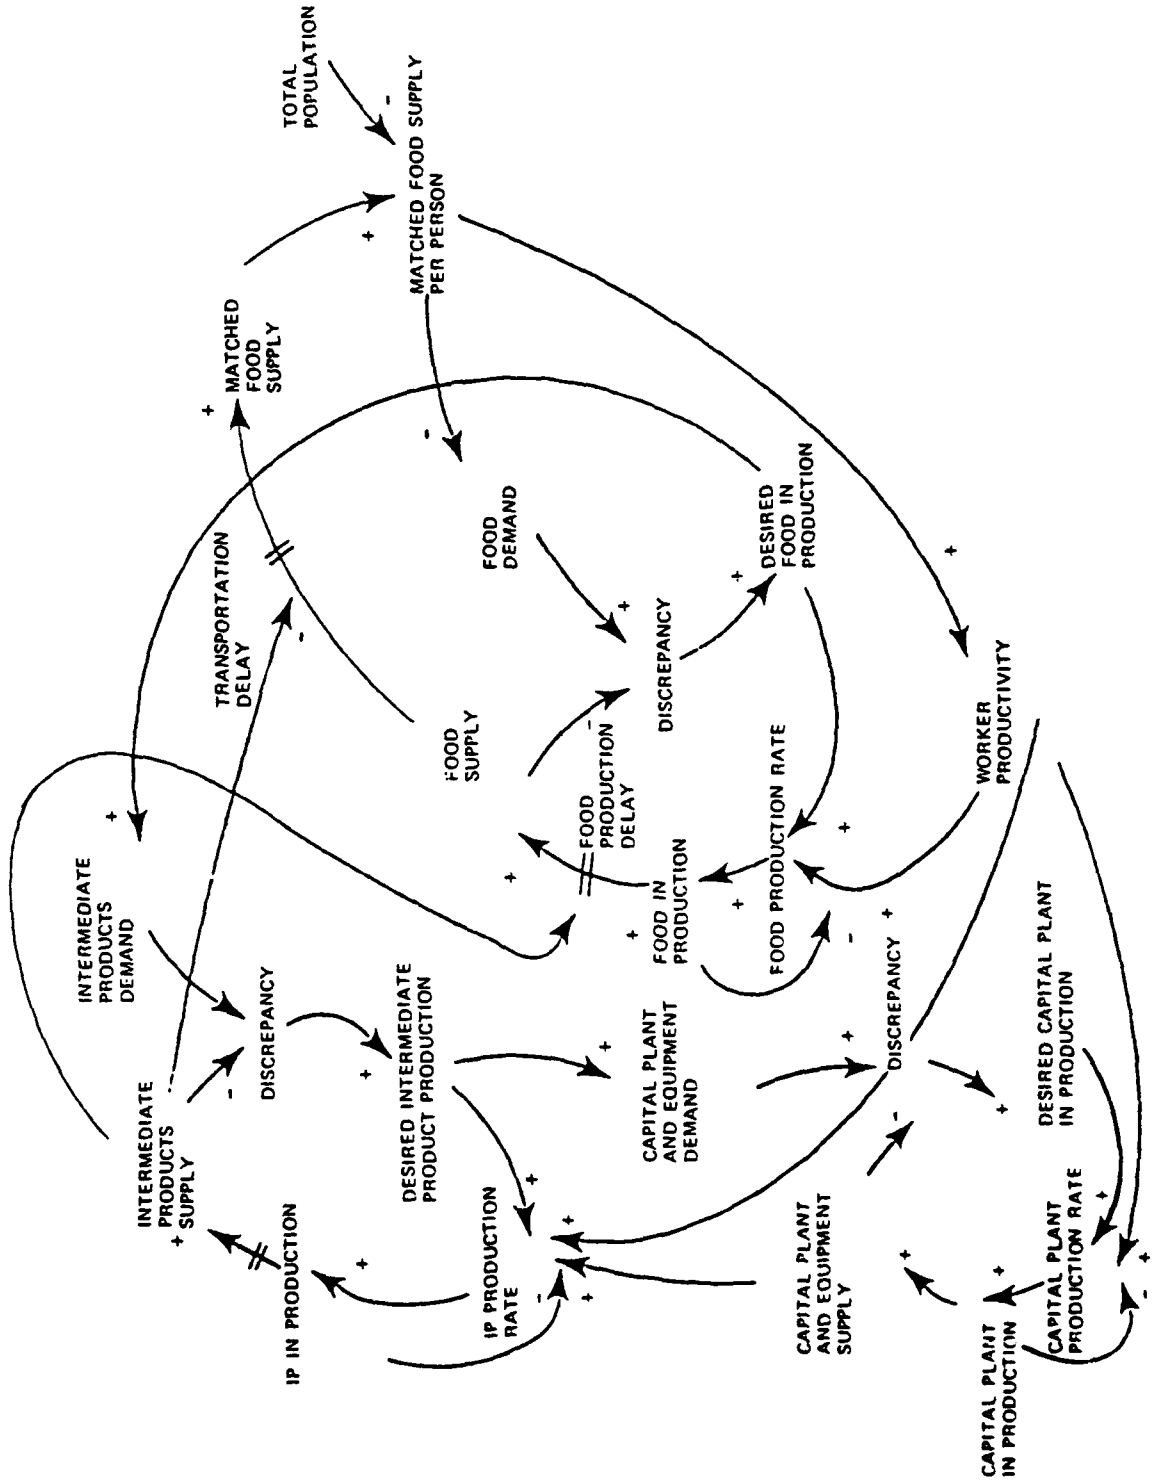 TOTAL
POPULATION
-
MATCHED FOOD SUPPLY
PER PERSON
+
MATCHED
FOOD
SUPPLY
+
-
TRANSPORTATION
DELAY
-
FOOD
DEMAND
+
DISCREPANCY
-
FOOD
SUPPLY
+
DESIRED
FOOD IN
PRODUCTION
+
FOOD
PRODUCTION
DELAY
+
FOOD IN
PRODUCTION
+
FOOD PRODUCTION RATE
+
+
-
+
WORKER
PRODUCTIVITY
+
INTERMEDIATE
PRODUCTS
DEMAND
+
DISCREPANCY
-
INTERMEDIATE
PRODUCTS
SUPPLY
+
DESIRED INTERMEDIATE
PRODUCT PRODUCTION
+
IP IN PRODUCTION
+
IP PRODUCTION
RATE
+
+
-
+
CAPITAL PLANT
AND EQUIPMENT
DEMAND
+
DISCREPANCY
+
-
CAPITAL PLANT
AND EQUIPMENT
SUPPLY
+
DESIRED CAPITAL PLANT
IN PRODUCTION
+
CAPITAL PLANT
PRODUCTION RATE
+
+
-
+
CAPITAL PLANT
IN PRODUCTION